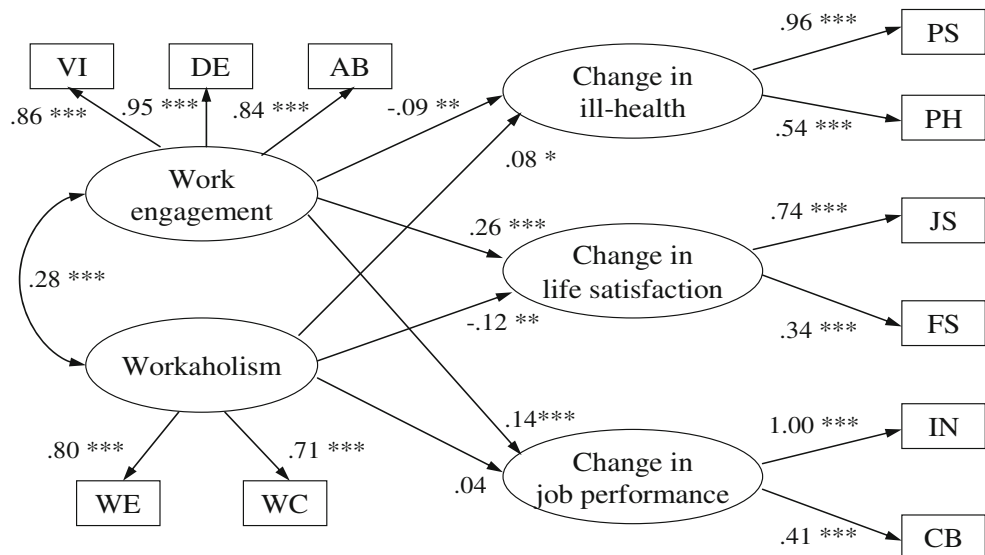 VI
DE
AB
.86 ***
.95 ***
.84 ***
Work
engagement
.28 ***
Workaholism
.80 ***
.71 ***
WE
WC
-.09 **
.08 *
.26 ***
-.12 **
.14***
.04
Change in
ill-health
Change in
life satisfaction
Change in
job performance
.96 ***
.54 ***
.74 ***
.34 ***
1.00 ***
.41 ***
PS
PH
JS
FS
IN
CB